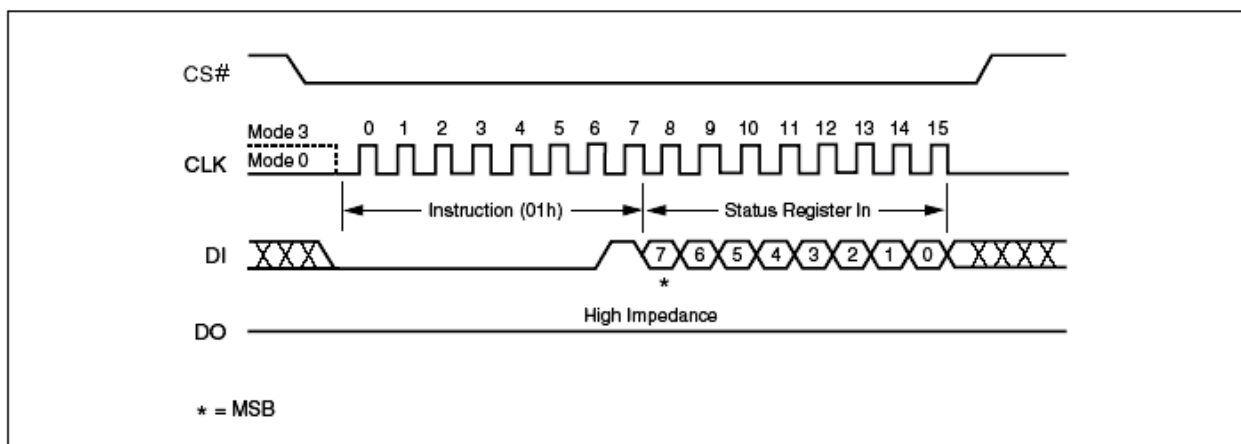 CS#
Mode 3 0 1 2 3 4 5 6 7 8 9 10 11 12 13 14 15
CLK Mode 0
Instruction (01h) Status Register In
DI 7 6 5 4 3 2 1 0
*
High Impedance
DO
* = MSB